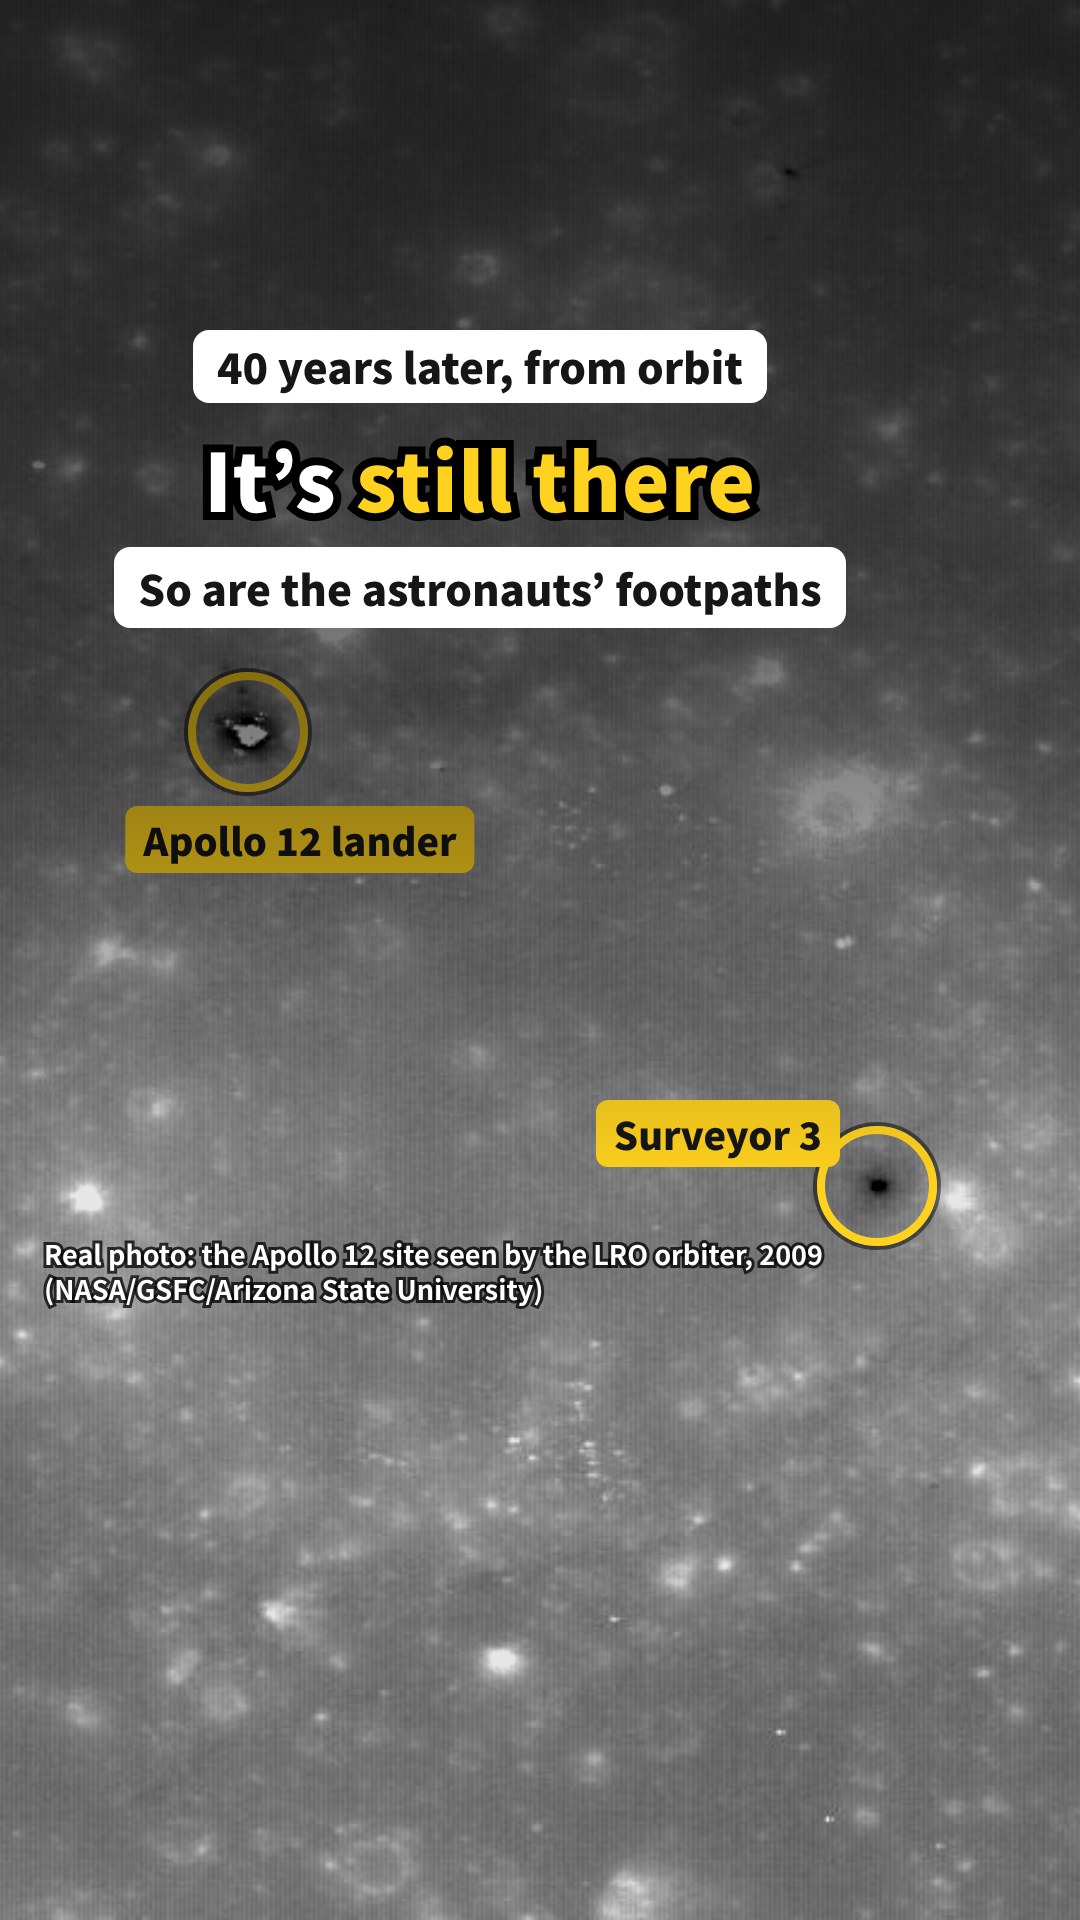 40 years later, from orbit
It’s still there
So are the astronauts’ footpaths
Apollo 12 lander
Surveyor 3
Real photo: the Apollo 12 site seen by the LRO orbiter, 2009
(NASA/GSFC/Arizona State University)